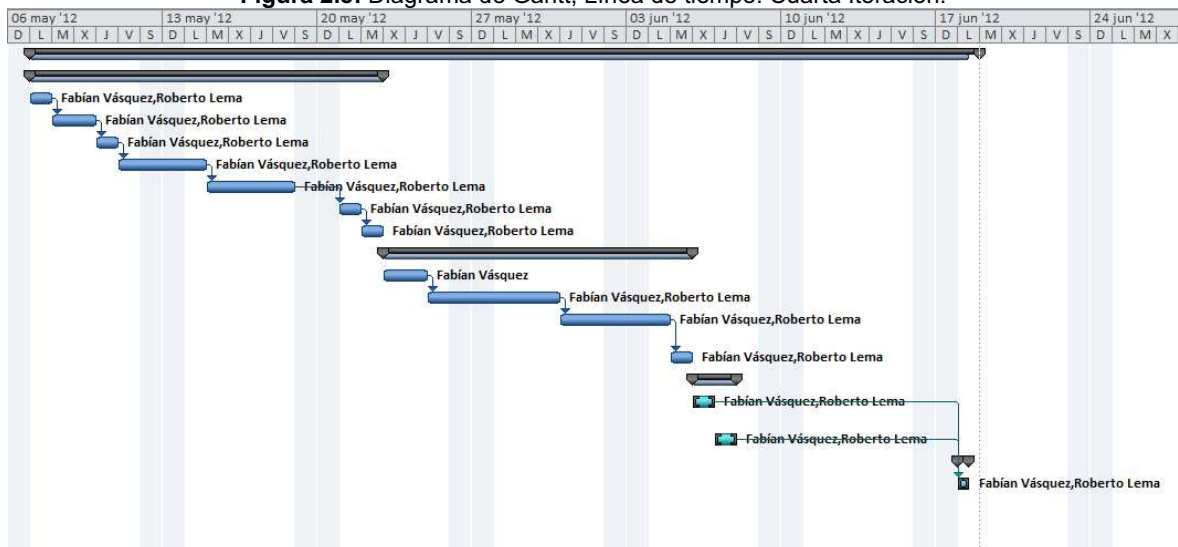 Figura Diagrama de Gantt, Línea de tiempo. Cuarta Iteración.
06 may '12 13 may '12 20 may '12 27 may '12 03 jun '12 10 jun '12 17 jun '12 24 jun '12
D L M X J V S D L M X J V S D L M X J V S D L M X J V S D L M X J V S D L M X J V S D L M X J V S D L M X
Fabían Vásquez,Roberto Lema
Fabían Vásquez,Roberto Lema
Fabían Vásquez,Roberto Lema
Fabían Vásquez,Roberto Lema
Fabían Vásquez,Roberto Lema
Fabían Vásquez,Roberto Lema
Fabían Vásquez,Roberto Lema
Fabían Vásquez
Fabían Vásquez,Roberto Lema
Fabían Vásquez,Roberto Lema
Fabían Vásquez,Roberto Lema
Fabían Vásquez,Roberto Lema
Fabían Vásquez,Roberto Lema
Fabían Vásquez,Roberto Lema